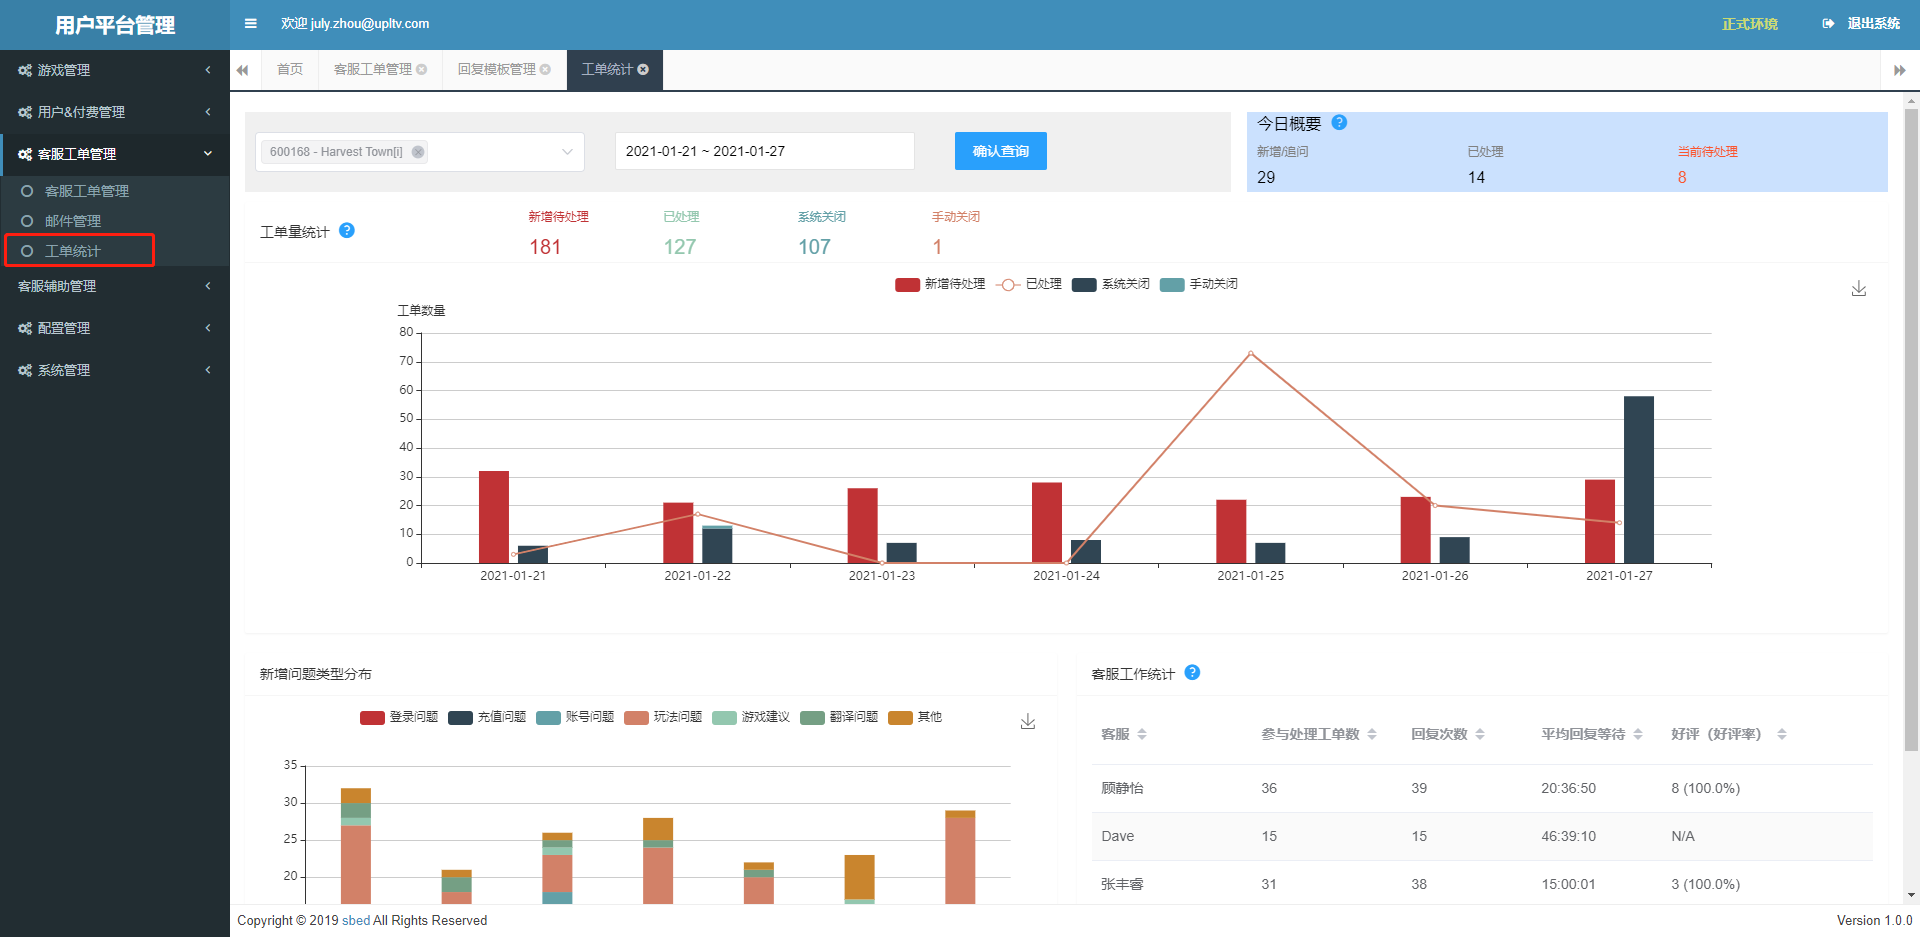 用户平台管理
欢迎 july.zhou@upltv.com
正式环境
退出系统
游戏管理
用户&付费管理
客服工单管理
客服工单管理
邮件管理
工单统计
客服辅助管理
配置管理
系统管理
首页
客服工单管理
回复模板管理
工单统计
600168 - Harvest Town[i]
2021-01-21 ~ 2021-01-27
确认查询
今日概要
新增/追问 已处理 当前待处理
29 14 8
工单量统计
新增待处理 已处理 系统关闭 手动关闭
181 127 107 1
新增待处理 已处理 系统关闭 手动关闭
工单数量
80
70
60
50
40
30
20
10
0
2021-01-21 2021-01-22 2021-01-23 2021-01-24 2021-01-25 2021-01-26 2021-01-27
新增问题类型分布
登录问题 充值问题 账号问题 玩法问题 游戏建议 翻译问题 其他
35
30
25
20
客服工作统计
客服 参与处理工单数 回复次数 平均回复等待 好评（好评率）
顾静怡 36 39 20:36:50 8 (100.0%)
Dave 15 15 46:39:10 N/A
张丰睿 31 38 15:00:01 3 (100.0%)
Copyright © 2019 sbed All Rights Reserved
Version 1.0.0